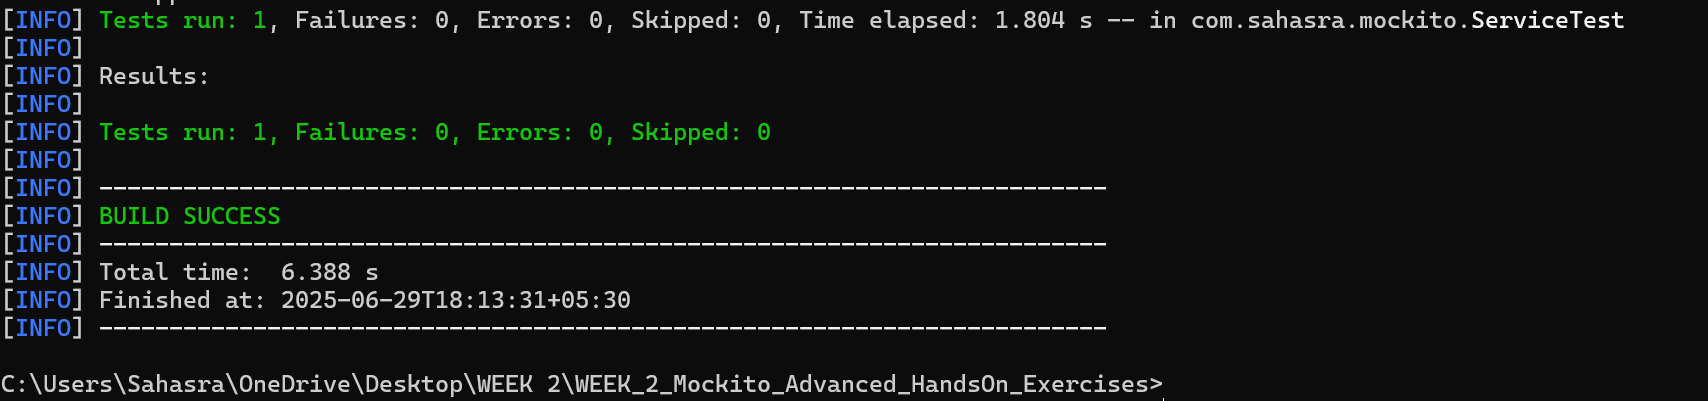 [INFO] Tests run: 1, Failures: 0, Errors: 0, Skipped: 0, Time elapsed: 1.804 s -- in com.sahasra.mockito.ServiceTest
[INFO]
[INFO] Results:
[INFO]
[INFO] Tests run: 1, Failures: 0, Errors: 0, Skipped: 0
[INFO]
[INFO] ------------------------------------------------------------------------
[INFO] BUILD SUCCESS
[INFO] ------------------------------------------------------------------------
[INFO] Total time:  6.388 s
[INFO] Finished at: 2025-06-29T18:13:31+05:30
[INFO] ------------------------------------------------------------------------
C:\Users\Sahasra\OneDrive\Desktop\WEEK 2\WEEK_2_Mockito_Advanced_HandsOn_Exercises>